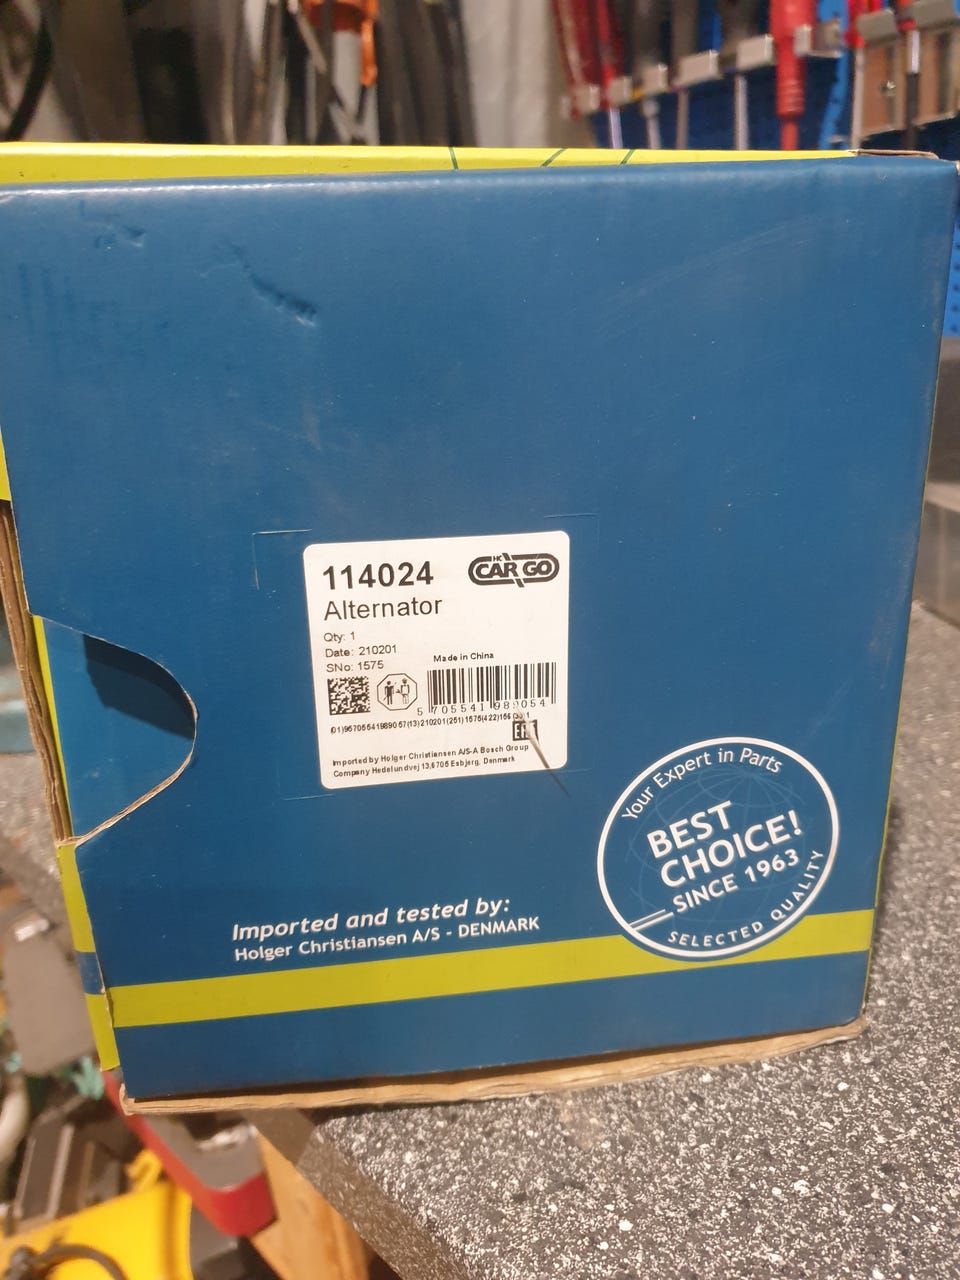 114024
HC
CARGO
Alternator
Qty: 1
Date: 210201
SNo: 1575
Made in China
5 705541 989054
EAC
Imported by Holger Christiansen A/S-A Bosch Group
Company Hedelundvej 13,6705 Esbjerg, Denmark
Your Expert in Parts
BEST
CHOICE!
SINCE 1963
SELECTED QUALITY
Imported and tested by:
Holger Christiansen A/S - DENMARK